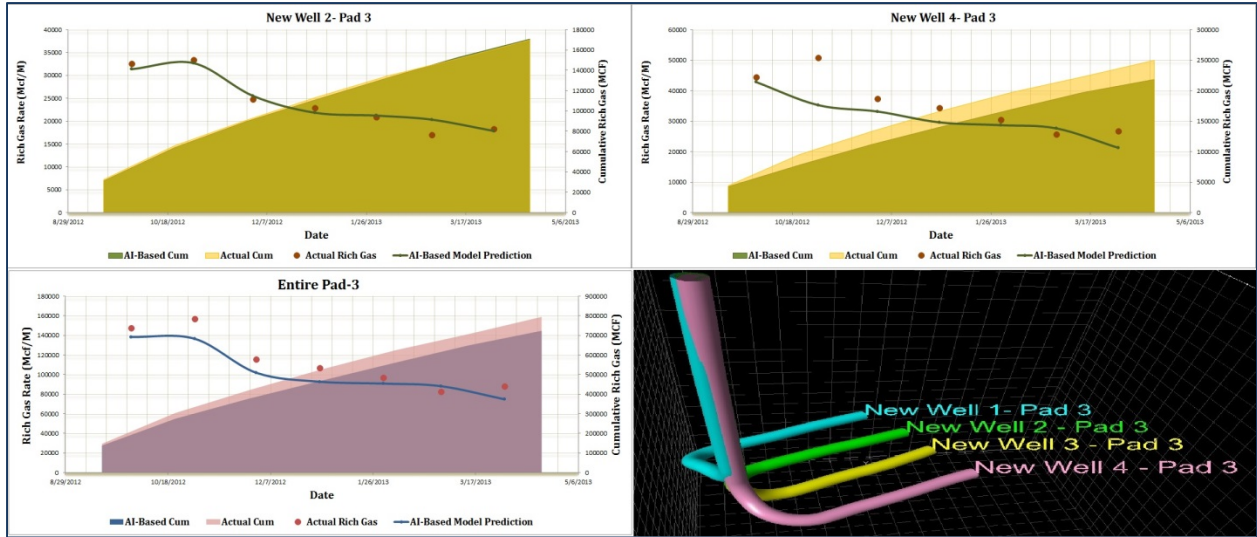 New Well 2- Pad 3
Rich Gas Rate (Mcf/M)
Cumulative Rich Gas (MCF)
40000
35000
30000
25000
20000
15000
10000
5000
0
180000
160000
140000
120000
100000
80000
60000
40000
20000
0
8/29/2012 10/18/2012 12/7/2012 1/26/2013 3/17/2013 5/6/2013
Date
AI-Based Cum Actual Cum Actual Rich Gas AI-Based Model Prediction
New Well 4- Pad 3
Rich Gas Rate (Mcf/M)
Cumulative Rich Gas (MCF)
60000
50000
40000
30000
20000
10000
0
300000
250000
200000
150000
100000
50000
0
8/29/2012 10/18/2012 12/7/2012 1/26/2013 3/17/2013 5/6/2013
Date
AI-Based Cum Actual Cum Actual Rich Gas AI-Based Model Prediction
Entire Pad-3
Rich Gas Rate (Mcf/M)
Cumulative Rich Gas (MCF)
180000
160000
140000
120000
100000
80000
60000
40000
20000
0
900000
800000
700000
600000
500000
400000
300000
200000
100000
0
8/29/2012 10/18/2012 12/7/2012 1/26/2013 3/17/2013 5/6/2013
Date
AI-Based Cum Actual Cum Actual Rich Gas AI-Based Model Prediction
New Well 1- Pad 3
New Well 2 - Pad 3
New Well 3 - Pad 3
New Well 4 - Pad 3